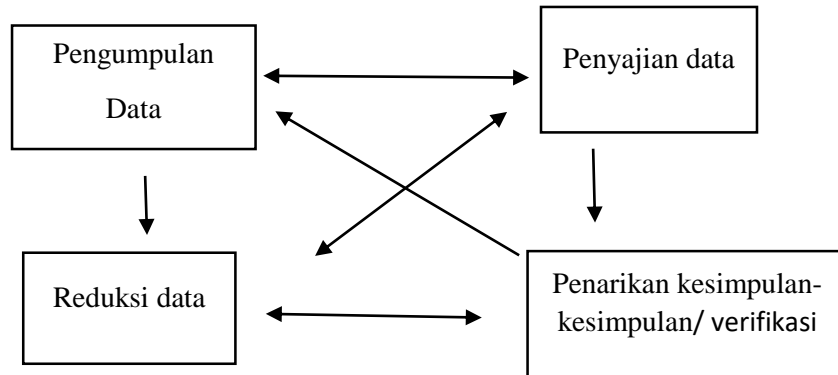 Pengumpulan
Data
Penyajian data
Reduksi data
Penarikan kesimpulan-
kesimpulan/ verifikasi